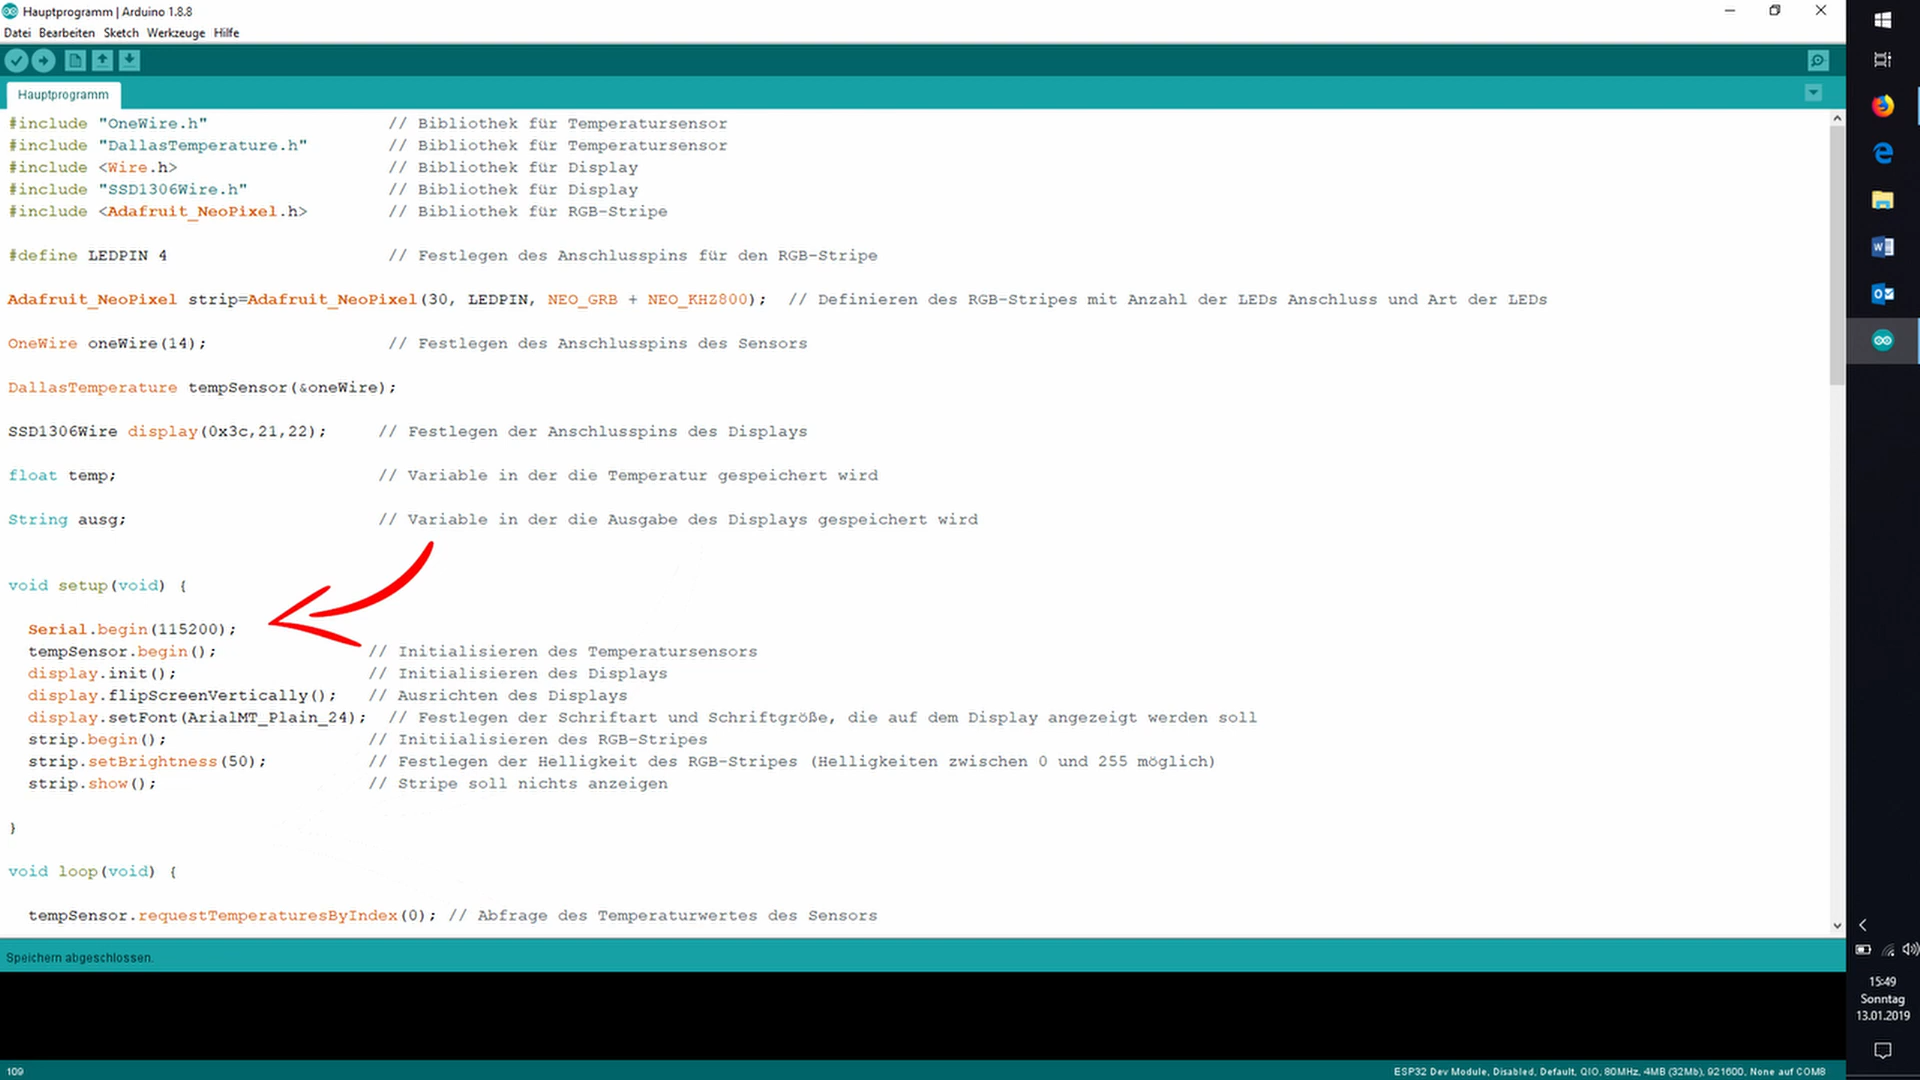 Hauptprogramm | Arduino 1.8.8
Datei Bearbeiten Sketch Werkzeuge Hilfe
Hauptprogramm
#include "OneWire.h" // Bibliothek für Temperatursensor
#include "DallasTemperature.h" // Bibliothek für Temperatursensor
#include <Wire.h> // Bibliothek für Display
#include "SSD1306Wire.h" // Bibliothek für Display
#include <Adafruit_NeoPixel.h> // Bibliothek für RGB-Stripe
#define LEDPIN 4 // Festlegen des Anschlusspins für den RGB-Stripe
Adafruit_NeoPixel strip=Adafruit_NeoPixel(30, LEDPIN, NEO_GRB + NEO_KHZ800); // Definieren des RGB-Stripes mit Anzahl der LEDs Anschluss und Art der LEDs
OneWire oneWire(14); // Festlegen des Anschlusspins des Sensors
DallasTemperature tempSensor(&oneWire);
SSD1306Wire display(0x3c,21,22); // Festlegen der Anschlusspins des Displays
float temp; // Variable in der die Temperatur gespeichert wird
String ausg; // Variable in der die Ausgabe des Displays gespeichert wird
void setup(void) {
Serial.begin(115200);
tempSensor.begin(); // Initialisieren des Temperatursensors
display.init(); // Initialisieren des Displays
display.flipScreenVertically(); // Ausrichten des Displays
display.setFont(ArialMT_Plain_24); // Festlegen der Schriftart und Schriftgröße, die auf dem Display angezeigt werden soll
strip.begin(); // Initiialisieren des RGB-Stripes
strip.setBrightness(50); // Festlegen der Helligkeit des RGB-Stripes (Helligkeiten zwischen 0 und 255 möglich)
strip.show(); // Stripe soll nichts anzeigen
}
void loop(void) {
tempSensor.requestTemperaturesByIndex(0); // Abfrage des Temperaturwertes des Sensors
Speichern abgeschlossen.
109
ESP32 Dev Module, Disabled, Default, QIO, 80MHz, 4MB (32Mb), 921600, None auf COM8
15:49
Sonntag
13.01.2019